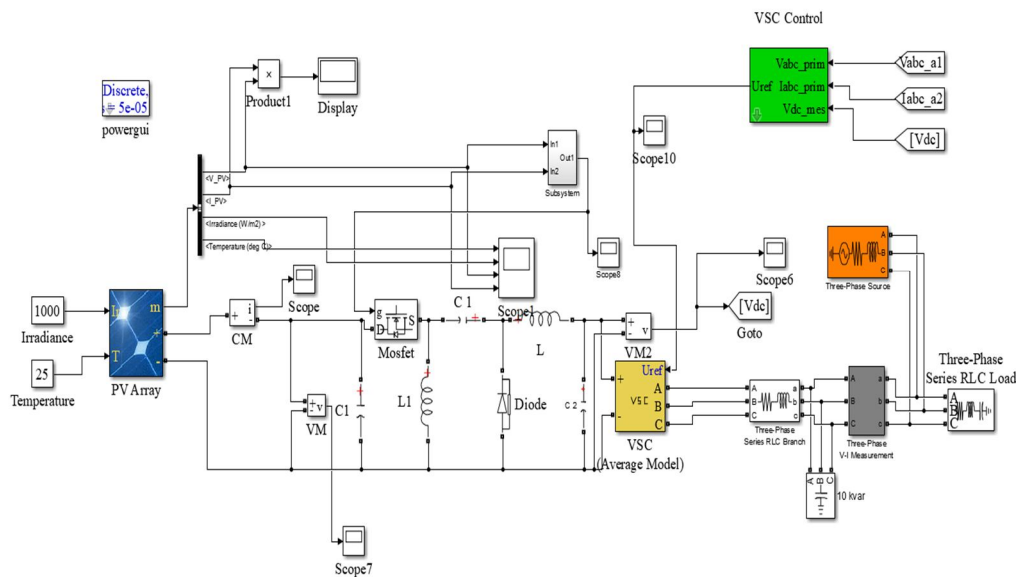 VSC Control
Discrete,
s = 5e-05
powergui
×
Product1
Display
Vabc_prim
Uref
Iabc_prim
Vdc_mes
Vabc_a1
Iabc_a2
[Vdc]
Scope10
In1
In2
Out1
Subsystem
<V_PV>
<I_PV>
<Irradiance (W/m2)>
<Temperature (deg C)>
Scope8
Scope1
Scope6
[Vdc]
Goto
A
B
C
Three-Phase Source
1000
Irradiance
25
Temperature
T
m
+
-
PV Array
+
-
i
CM
Scope
g
D
S
Mosfet
C 1
+
+
L
+
-
v
VM2
+
-
v
VM
C1
+
L1
+
Diode
C 2
+
Uref
+
-
VSC
A
B
C
VSC
(Average Model)
A
B
C
a
b
c
Three-Phase
Series RLC Branch
A
B
C
a
b
c
Three-Phase
V-I Measurement
Three-Phase
Series RLC Load
A
B
C
A
B
C
10 kvar
Scope7